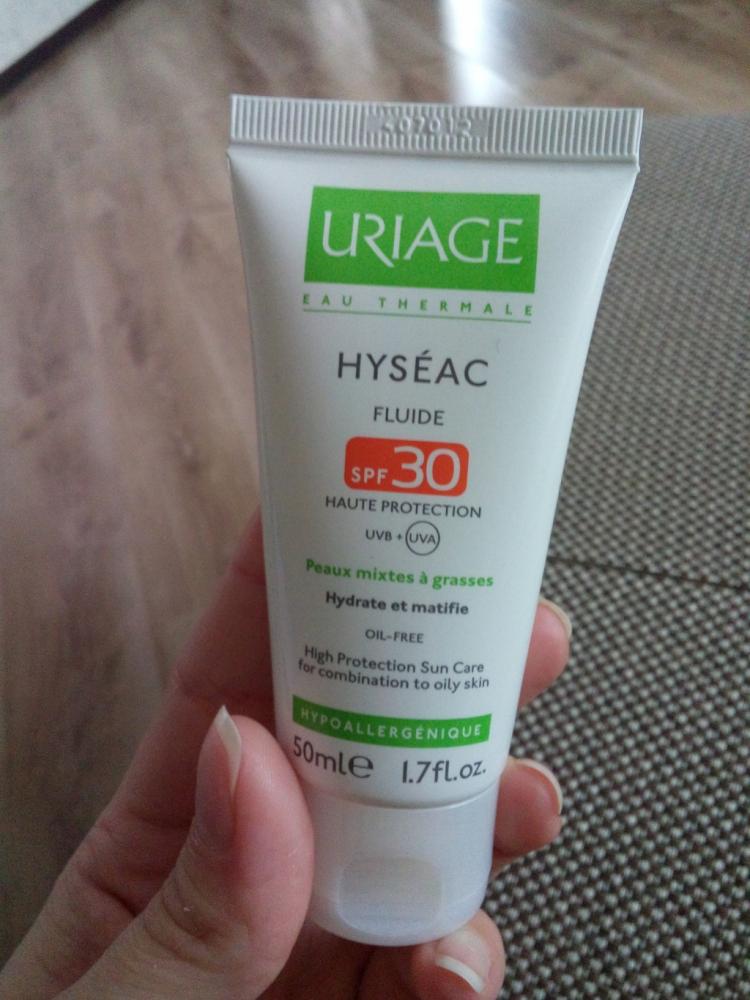 URIAGE
EAU THERMALE
HYSÉAC
FLUIDE
SPF 30
HAUTE PROTECTION
UVB + UVA
Peaux mixtes à grasses
Hydrate et matifie
OIL-FREE
High Protection Sun Care
for combination to oily skin
HYPOALLERGÉNIQUE
50ml℮ 1.7fl.oz.